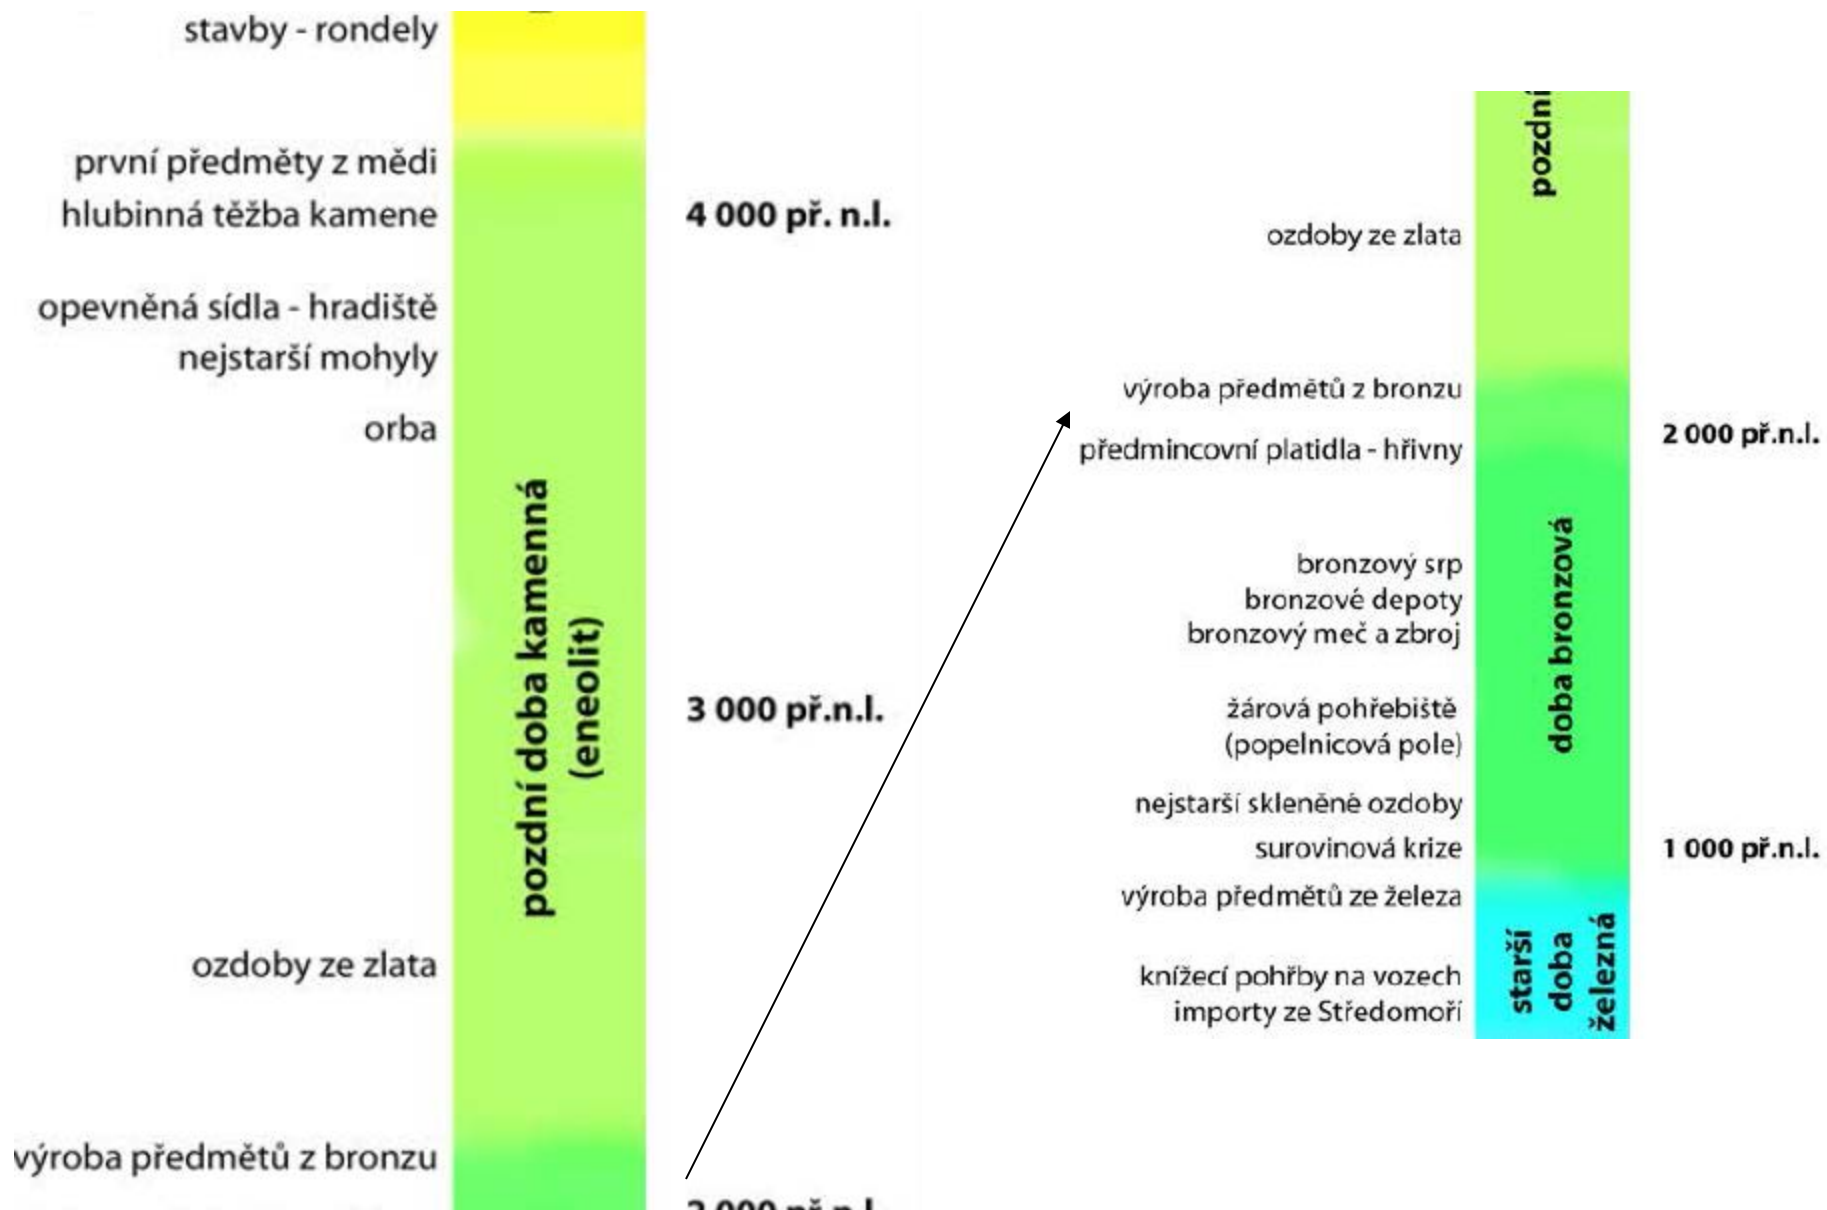 stavby - rondely
první předměty z mědi
hlubinná těžba kamene
4 000 př. n.l.
opevněná sídla - hradiště
nejstarší mohyly
orba
pozdní doba kamenná
(eneolit)
3 000 př.n.l.
ozdoby ze zlata
výroba předmětů z bronzu
pozdní
ozdoby ze zlata
výroba předmětů z bronzu
2 000 př.n.l.
předmincovní platidla - hřivny
bronzový srp
bronzové depoty
bronzový meč a zbroj
doba bronzová
žárová pohřebiště
(popelnicová pole)
nejstarší skleněné ozdoby
surovinová krize
1 000 př.n.l.
výroba předmětů ze železa
starší
doba
železná
knížecí pohřby na vozech
importy ze Středomoří